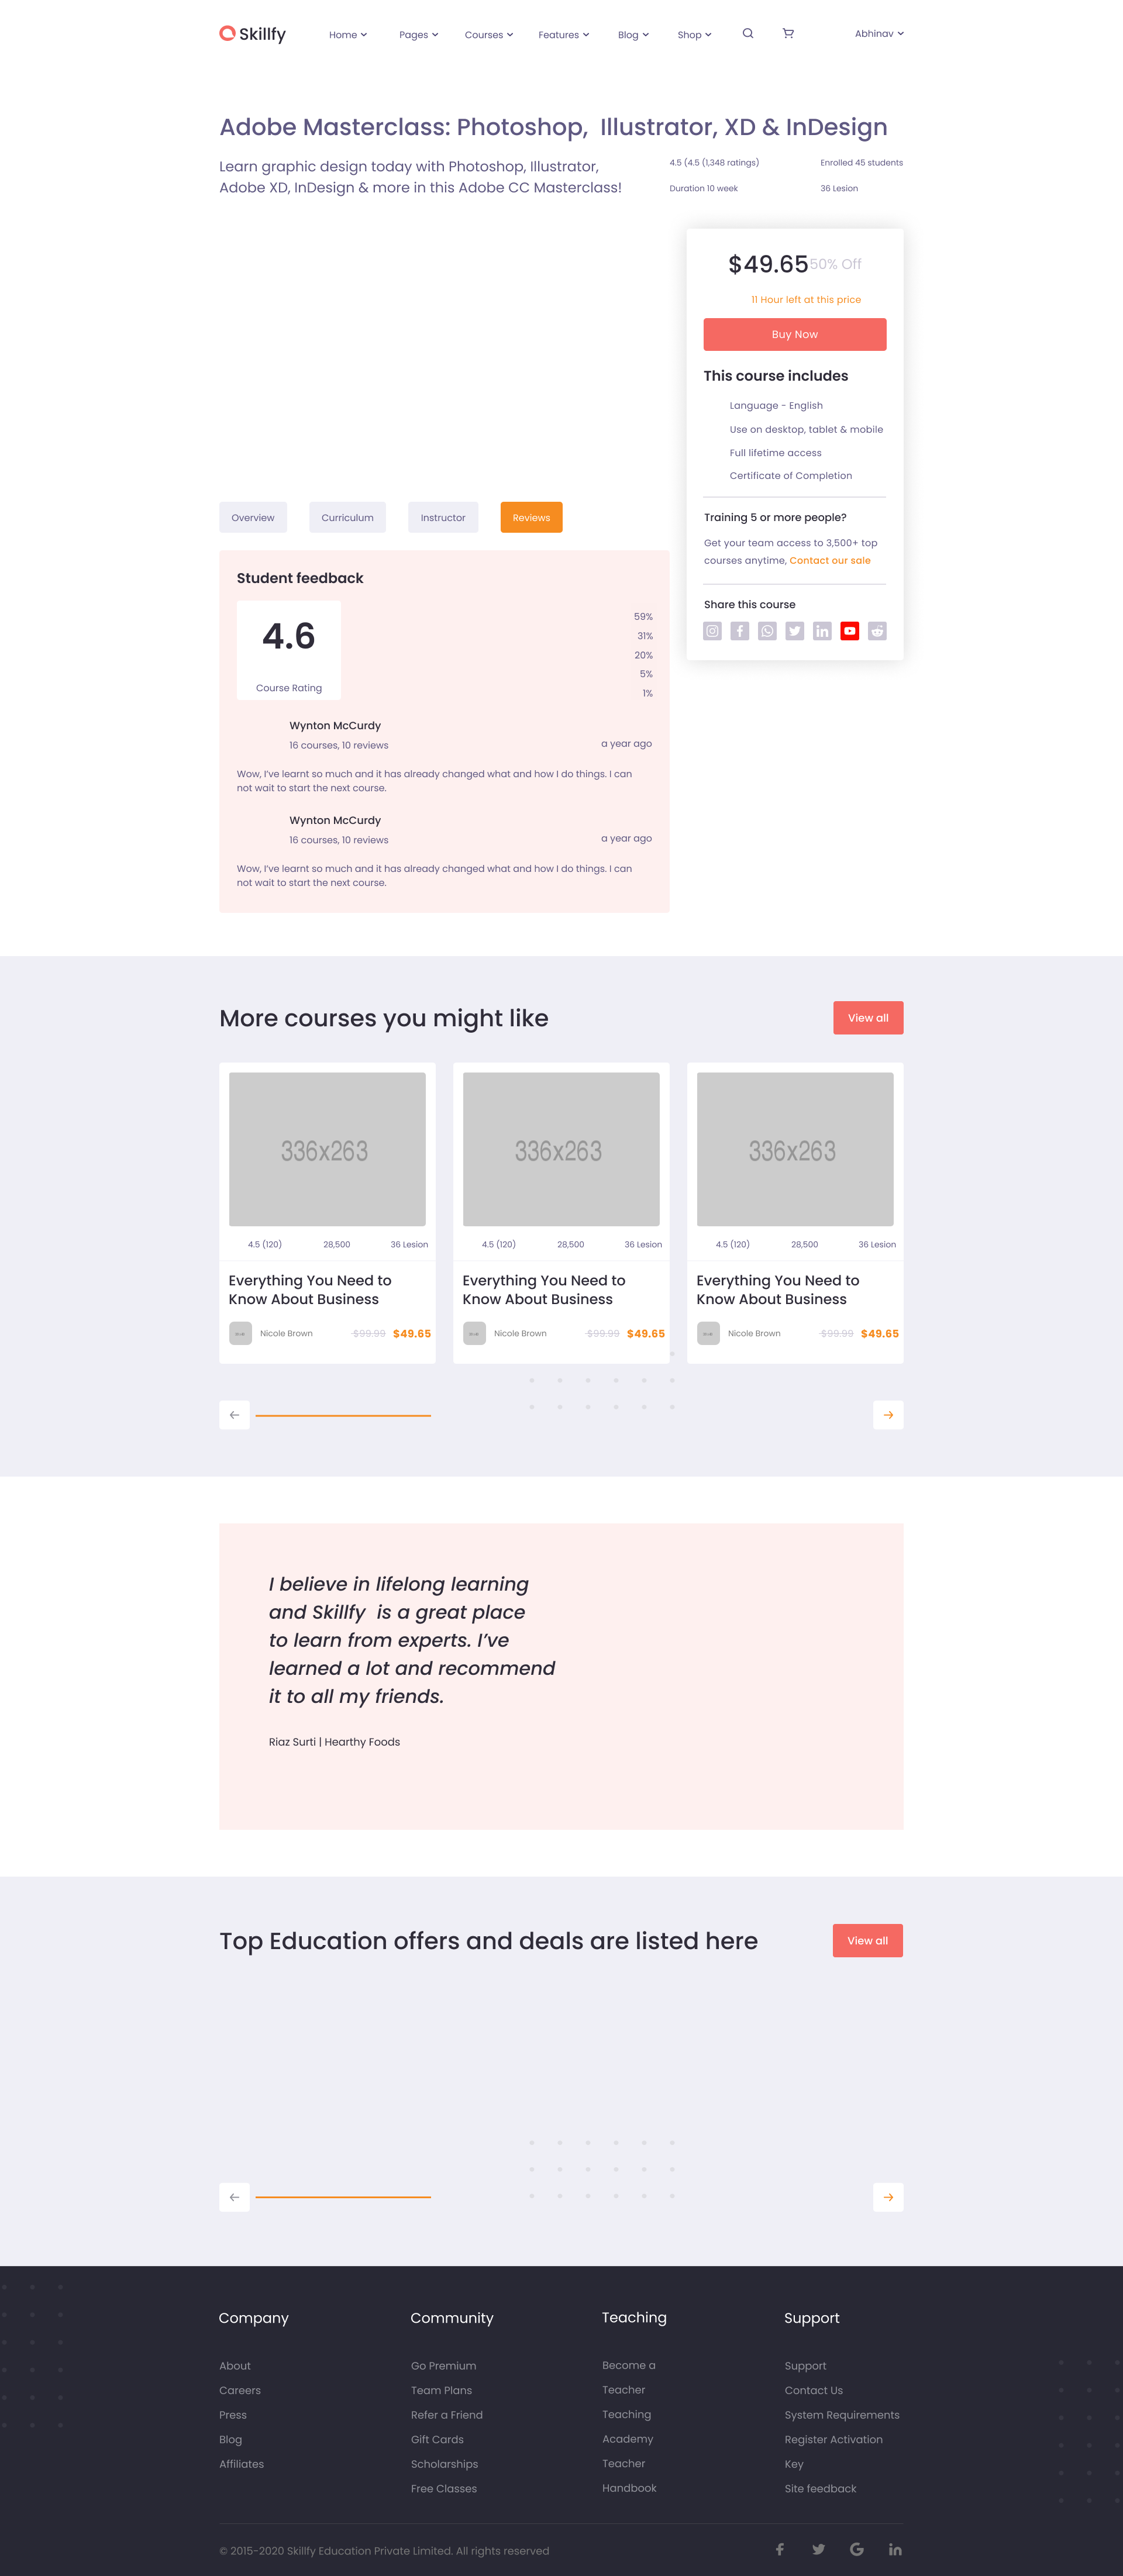 Skillfy
Home
Pages
Courses
Features
Blog
Shop
Abhinav
Adobe Masterclass: Photoshop, Illustrator, XD & InDesign
Learn graphic design today with Photoshop, Illustrator,
Adobe XD, InDesign & more in this Adobe CC Masterclass!
4.5 (4.5 (1,348 ratings)
Enrolled 45 students
Duration 10 week
36 Lesion
$49.65 50% Off
11 Hour left at this price
Buy Now
This course includes
Language - English
Use on desktop, tablet & mobile
Full lifetime access
Certificate of Completion
Training 5 or more people?
Get your team access to 3,500+ top
courses anytime, Contact our sale
Share this course
Overview
Curriculum
Instructor
Reviews
Student feedback
4.6
Course Rating
59%
31%
20%
5%
1%
Wynton McCurdy
16 courses, 10 reviews
a year ago
Wow, I've learnt so much and it has already changed what and how I do things. I can
not wait to start the next course.
Wynton McCurdy
16 courses, 10 reviews
a year ago
Wow, I've learnt so much and it has already changed what and how I do things. I can
not wait to start the next course.
More courses you might like
View all
336x263
4.5 (120)
28,500
36 Lesion
Everything You Need to
Know About Business
Nicole Brown
$99.99
$49.65
336x263
4.5 (120)
28,500
36 Lesion
Everything You Need to
Know About Business
Nicole Brown
$99.99
$49.65
336x263
4.5 (120)
28,500
36 Lesion
Everything You Need to
Know About Business
Nicole Brown
$99.99
$49.65
I believe in lifelong learning
and Skillfy is a great place
to learn from experts. I've
learned a lot and recommend
it to all my friends.
Riaz Surti | Hearthy Foods
Top Education offers and deals are listed here
View all
Company
About
Careers
Press
Blog
Affiliates
Community
Go Premium
Team Plans
Refer a Friend
Gift Cards
Scholarships
Free Classes
Teaching
Become a
Teacher
Teaching
Academy
Teacher
Handbook
Support
Support
Contact Us
System Requirements
Register Activation
Key
Site feedback
© 2015-2020 Skillfy Education Private Limited. All rights reserved